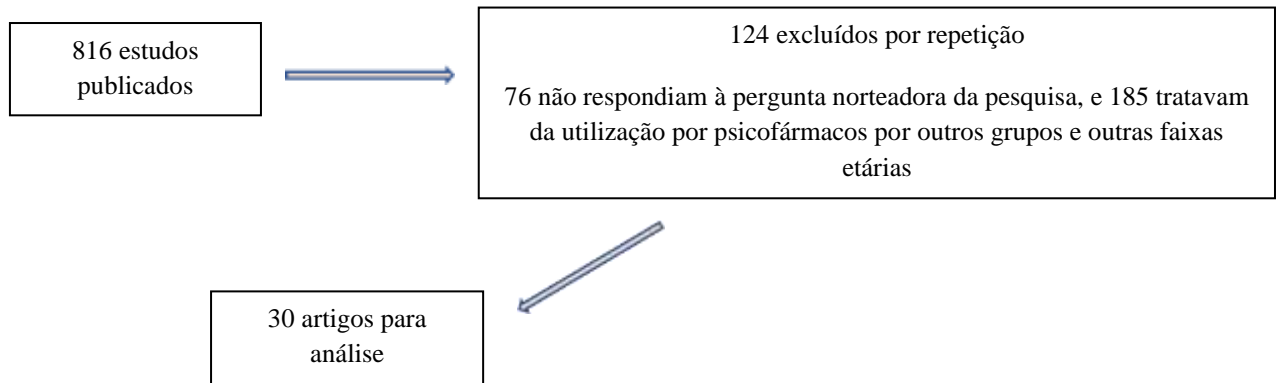 816 estudos
publicados
124 excluídos por repetição
76 não respondiam à pergunta norteadora da pesquisa, e 185 tratavam
da utilização por psicofármacos por outros grupos e outras faixas
etárias
30 artigos para
análise